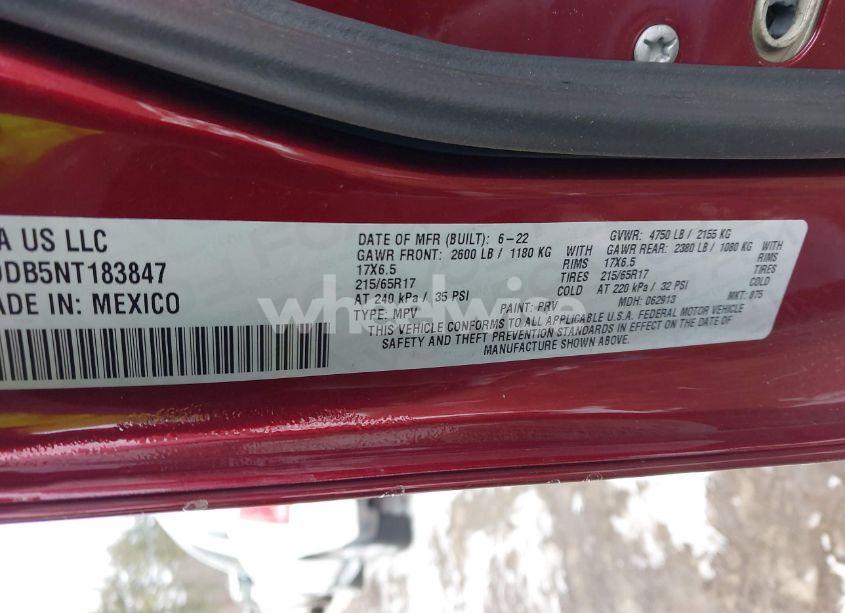 A US LLC
DDB5NT183847
ADE IN: MEXICO
DATE OF MFR (BUILT): 6-22 GVWR: 4750 LB / 2155 KG
GAWR FRONT: 2600 LB / 1180 KG WITH GAWR REAR: 2380 LB / 1080 KG WITH
17X6.5 RIMS 17X6.5 RIMS
215/65R17 TIRES 215/65R17 TIRES
AT 240 kPa / 35 PSI COLD AT 220 kPa / 32 PSI COLD
TYPE: MPV PAINT: PRV MDH: 062913 MKT: 875
THIS VEHICLE CONFORMS TO ALL APPLICABLE U.S.A. FEDERAL MOTOR VEHICLE
SAFETY AND THEFT PREVENTION STANDARDS IN EFFECT ON THE DATE OF
MANUFACTURE SHOWN ABOVE.